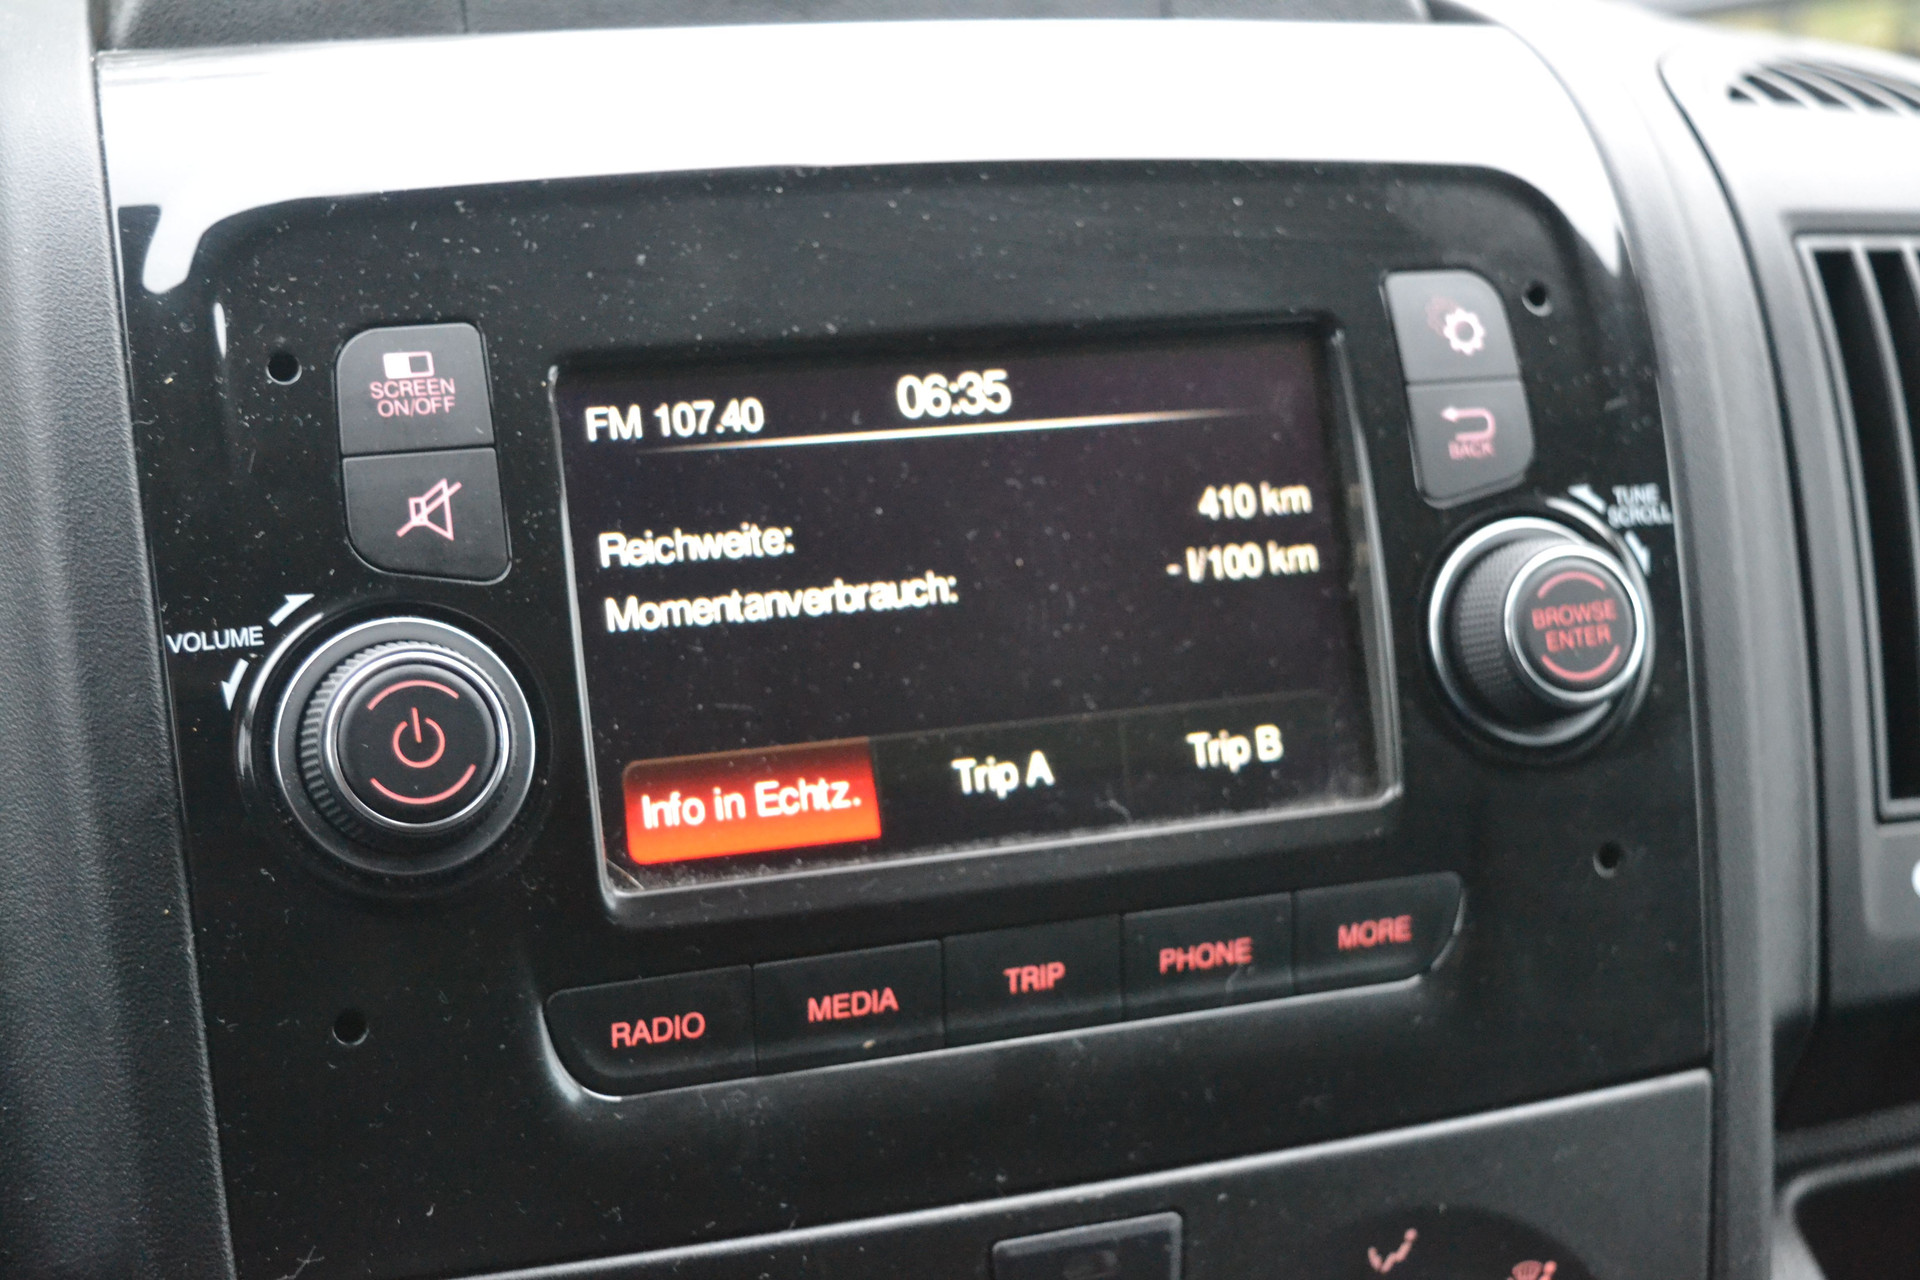 SCREEN
ON/OFF
VOLUME
FM 107.40
06:35
Reichweite:
410 km
Momentanverbrauch:
- l/100 km
Info in Echtz.
Trip A
Trip B
BACK
TUNE
SCROLL
BROWSE
ENTER
RADIO
MEDIA
TRIP
PHONE
MORE